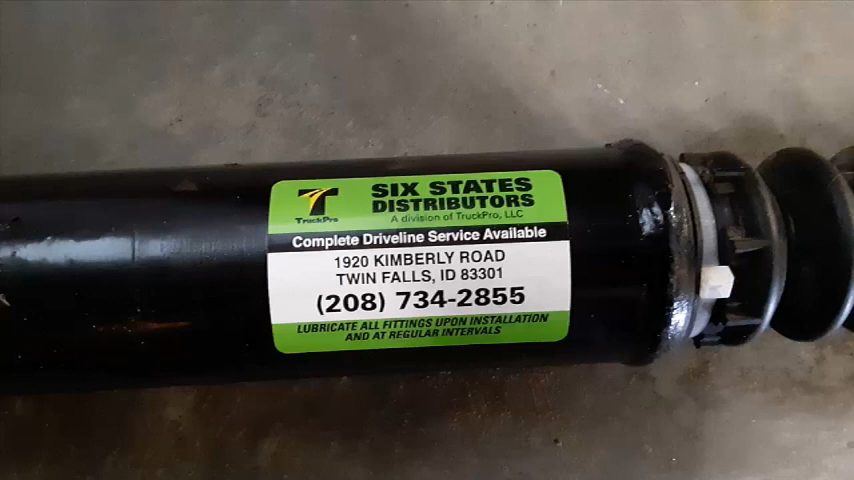 TruckPro
SIX STATES
DISTRIBUTORS
A division of TruckPro, LLC
Complete Driveline Service Available
1920 KIMBERLY ROAD
TWIN FALLS, ID 83301
(208) 734-2855
LUBRICATE ALL FITTINGS UPON INSTALLATION
AND AT REGULAR INTERVALS